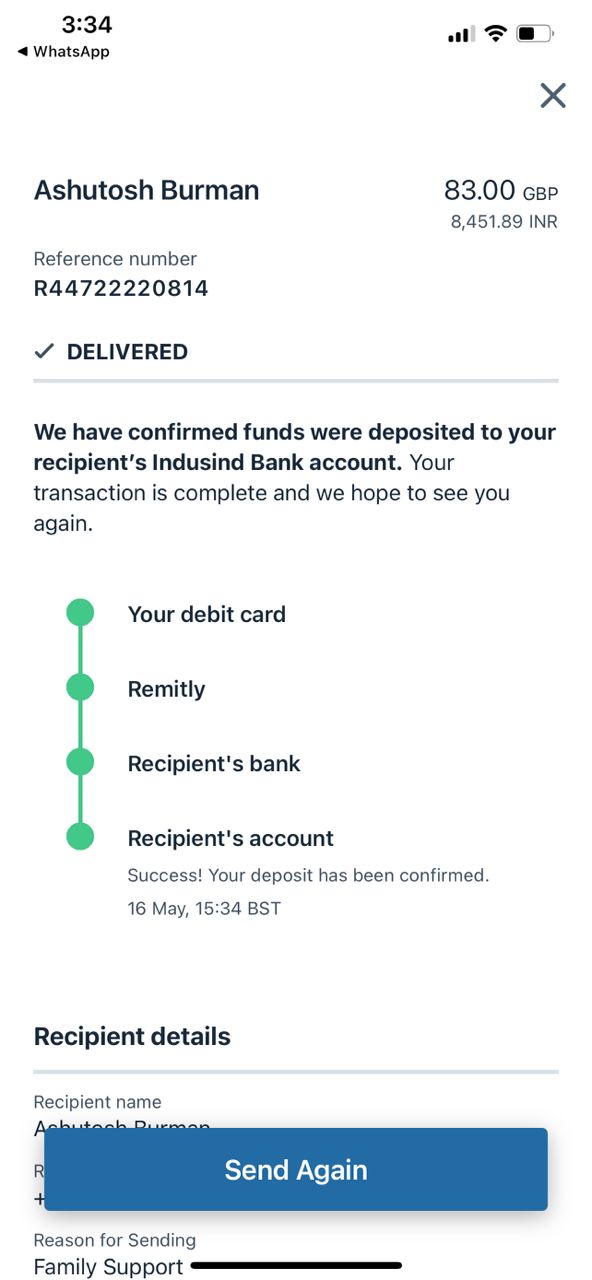 3:34
◀ WhatsApp
Ashutosh Burman
83.00 GBP
8,451.89 INR
Reference number
R44722220814
DELIVERED
We have confirmed funds were deposited to your
recipient’s Indusind Bank account. Your
transaction is complete and we hope to see you
again.
Your debit card
Remitly
Recipient's bank
Recipient's account
Success! Your deposit has been confirmed.
16 May, 15:34 BST
Recipient details
Recipient name
Ashutosh Burman
R
+
Send Again
Reason for Sending
Family Support